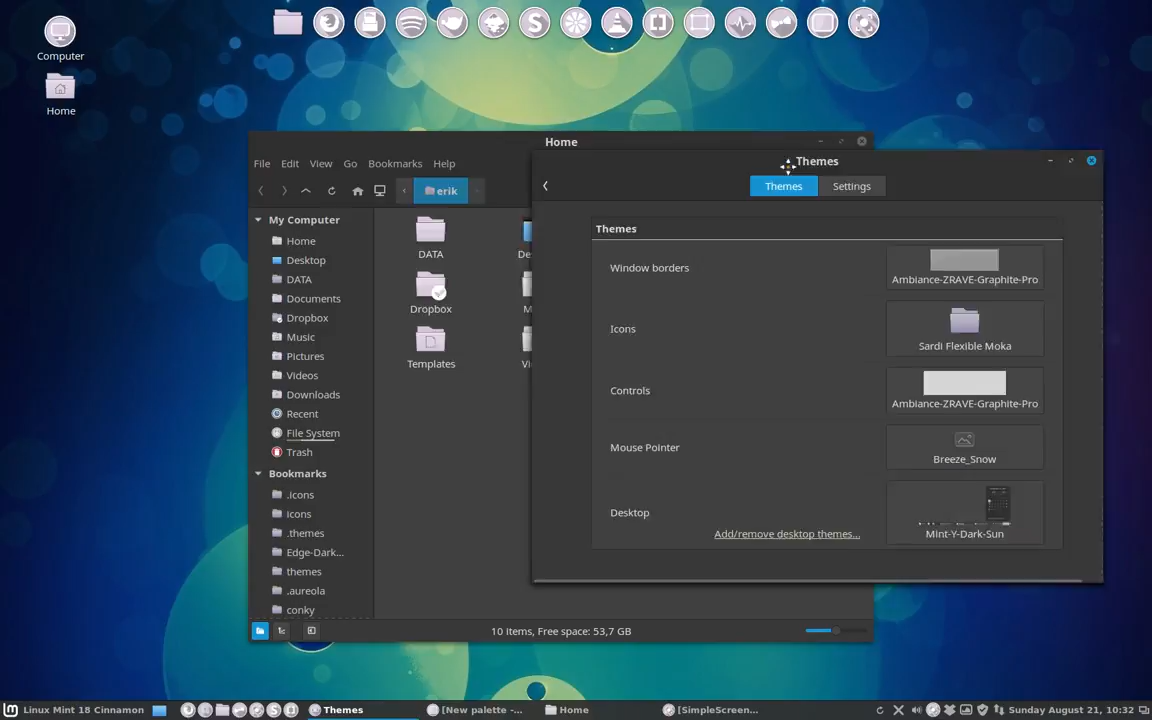 Computer
Home
Home
File Edit View Go Bookmarks Help
erik
My Computer
Home
Desktop
DATA
Documents
Dropbox
Music
Pictures
Videos
Downloads
Recent
File System
Trash
Bookmarks
.icons
icons
.themes
Edge-Dark...
themes
.aureola
conky
DATA
De
Dropbox
M
Templates
Vi
10 items, Free space: 53,7 GB
Themes
Themes Settings
Themes
Window borders
Ambiance-ZRAVE-Graphite-Pro
Icons
Sardi Flexible Moka
Controls
Ambiance-ZRAVE-Graphite-Pro
Mouse Pointer
Breeze_Snow
Desktop
Add/remove desktop themes...
Mint-Y-Dark-Sun
Linux Mint 18 Cinnamon Themes [New palette -... Home [SimpleScreen... Sunday August 21, 10:32